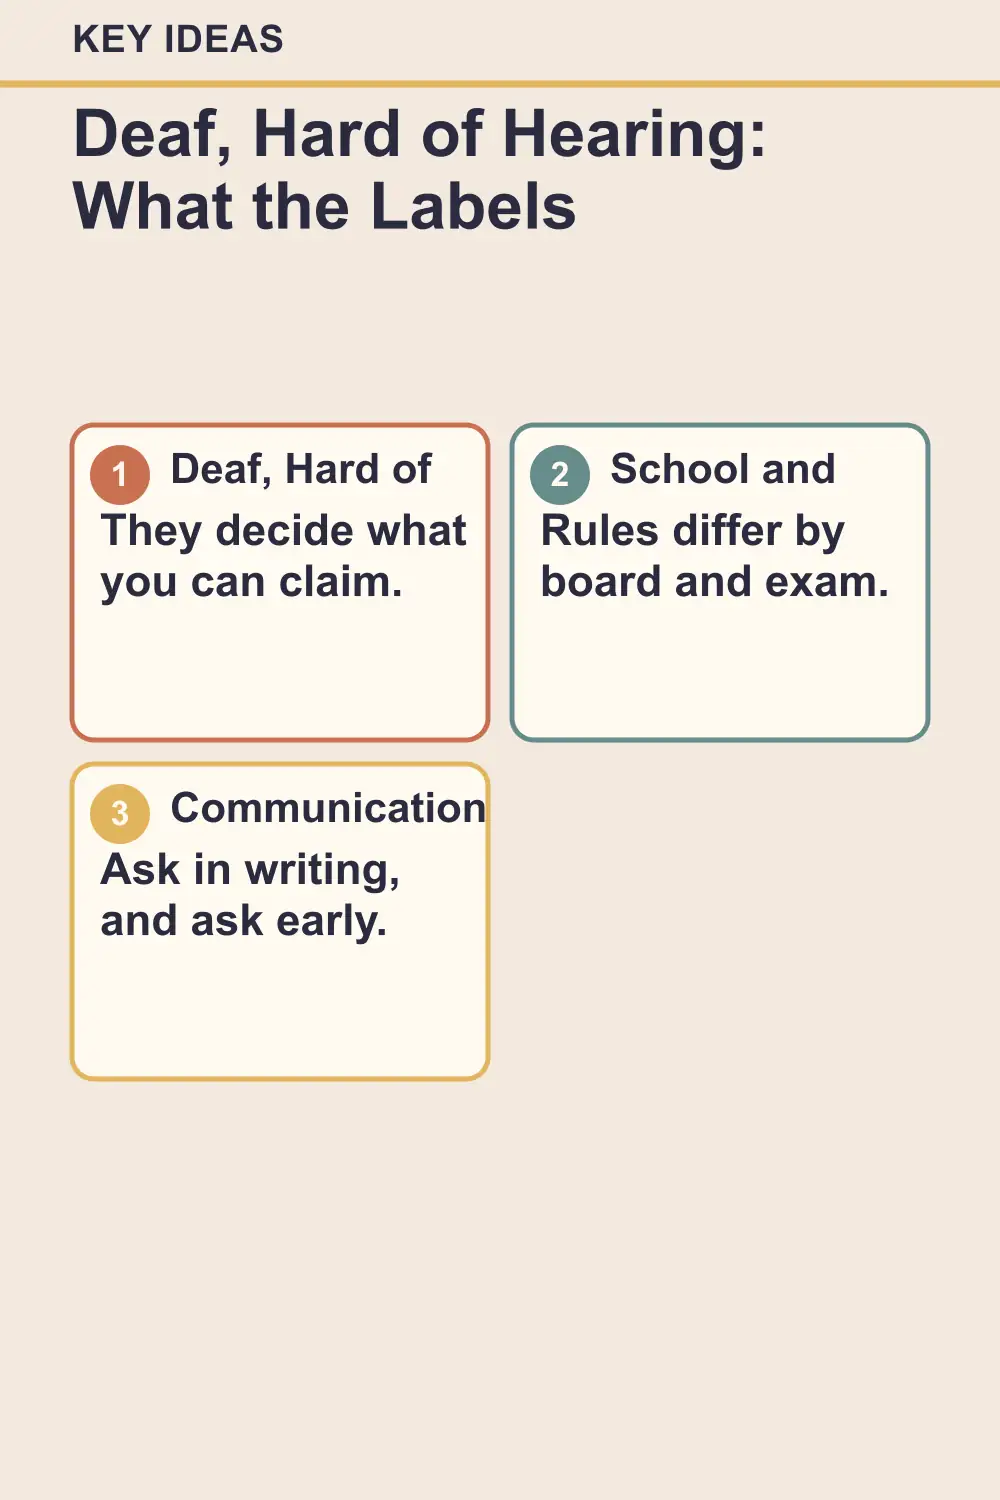 KEY IDEAS
Deaf, Hard of Hearing:
What the Labels
1 Deaf, Hard of
They decide what
you can claim.
2 School and
Rules differ by
board and exam.
3 Communication
Ask in writing,
and ask early.